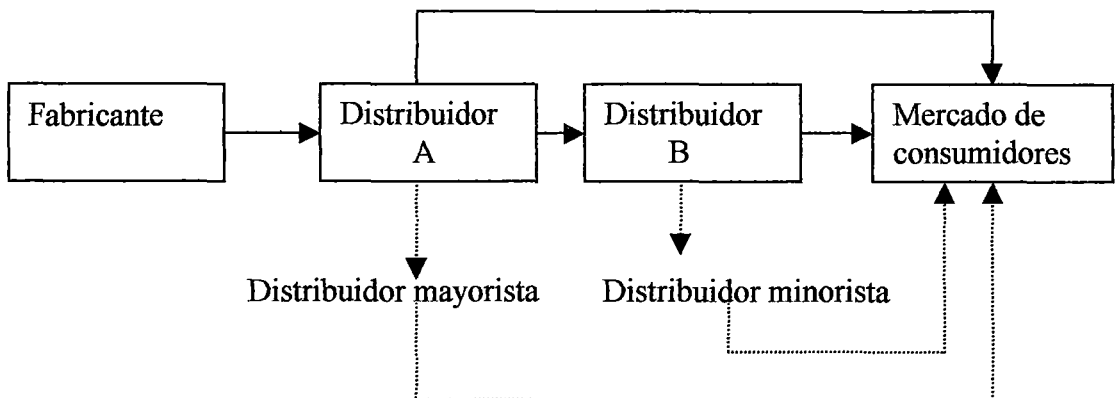 Fabricante
Distribuidor
A
Distribuidor
B
Mercado de
consumidores
Distribuidor mayorista
Distribuidor minorista